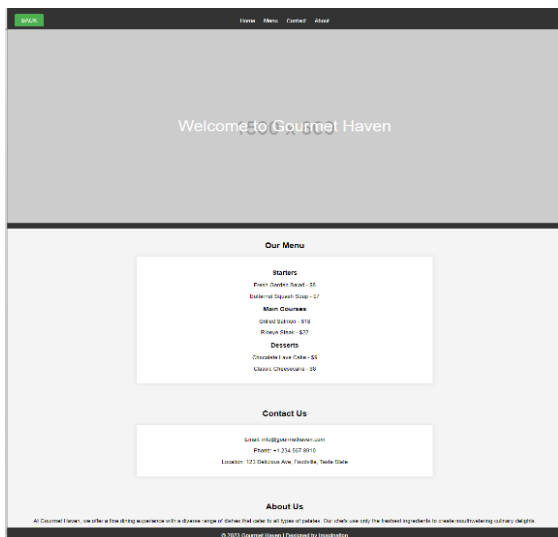 BACK
Home Menu Contact About
1500 x 800
Welcome to Gourmet Haven
Our Menu
Starters
Fresh Garden Salad - $8
Butternut Squash Soup - $7
Main Courses
Grilled Salmon - $18
Ribeye Steak - $22
Desserts
Chocolate Lava Cake - $9
Classic Cheesecake - $8
Contact Us
Email: info@gourmethaven.com
Phone: +1 234 567 8910
Location: 123 Delicious Ave, Foodville, Taste State
About Us
At Gourmet Haven, we offer a fine dining experience with a diverse range of dishes that cater to all types of palates. Our chefs use only the freshest ingredients to create mouthwatering culinary delights.
© 2023 Gourmet Haven | Designed by Imagination